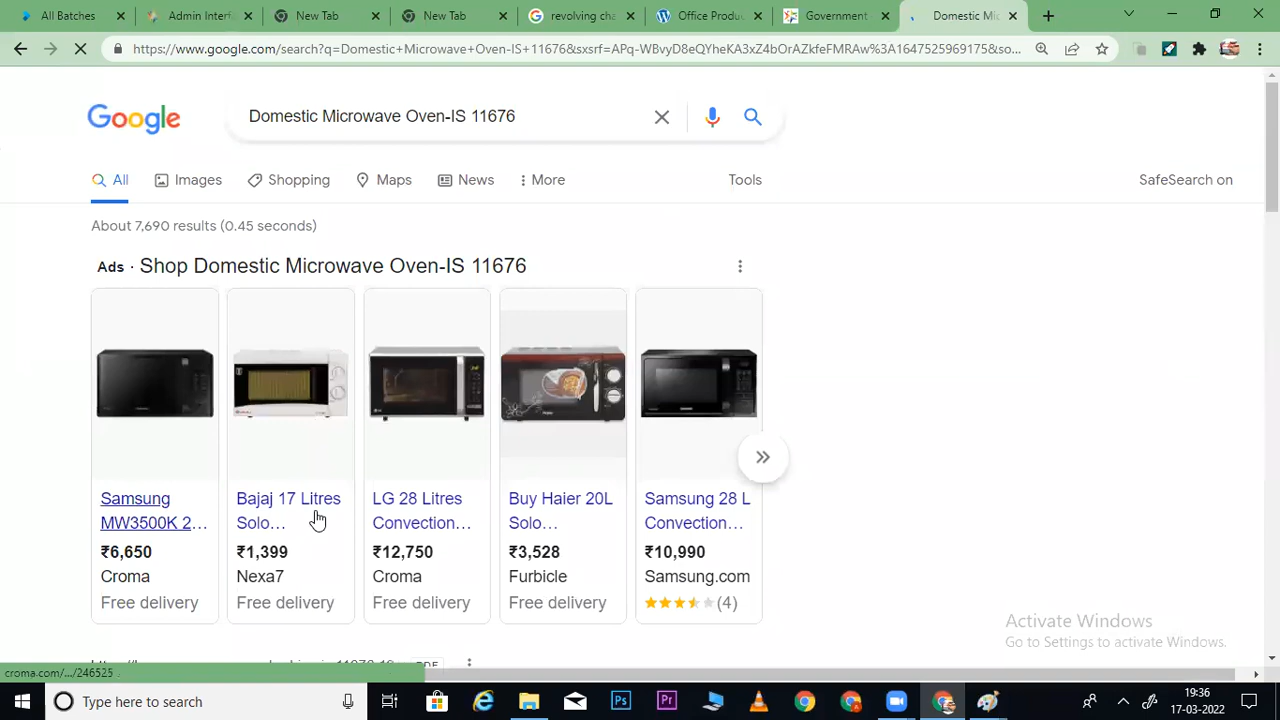 All Batches
Admin Interf
New Tab
New Tab
revolving cha
Office Produ
Government
Domestic Mic
https://www.google.com/search?q=Domestic+Microwave+Oven-IS+11676&sxsrf=APq-WBvyD8eQYheKA3xZ4bOrAZkfeFMRAw%3A1647525969175&so...
Google
Domestic Microwave Oven-IS 11676
All
Images
Shopping
Maps
News
More
Tools
SafeSearch on
About 7,690 results (0.45 seconds)
Ads · Shop Domestic Microwave Oven-IS 11676
Samsung
MW3500K 2...
₹6,650
Croma
Free delivery
Bajaj 17 Litres
Solo...
₹1,399
Nexa7
Free delivery
LG 28 Litres
Convection...
₹12,750
Croma
Free delivery
Buy Haier 20L
Solo...
₹3,528
Furbicle
Free delivery
Samsung 28 L
Convection...
₹10,990
Samsung.com
(4)
Activate Windows
Go to Settings to activate Windows.
croma.com/.../246525
Type here to search
Ps
Pr
19:36
17-03-2022